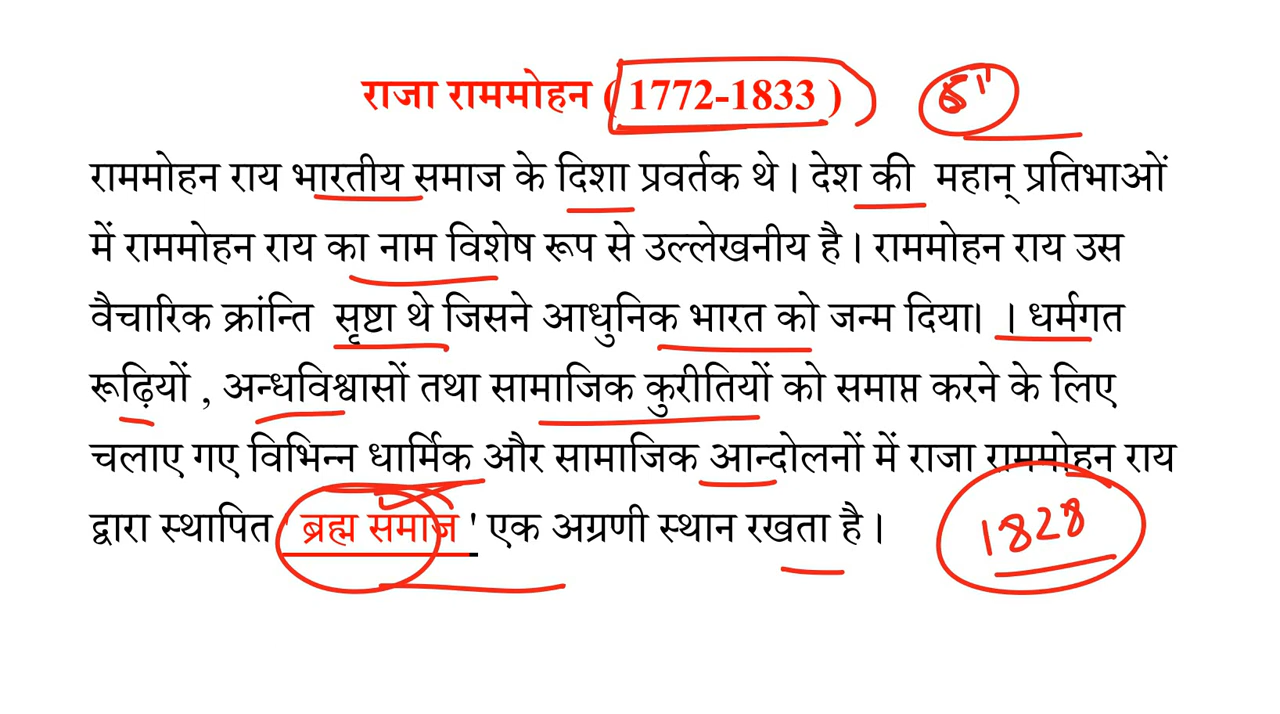 राजा राममोहन ( 1772-1833 )
राममोहन राय भारतीय समाज के दिशा प्रवर्तक थे । देश की महान् प्रतिभाओं
में राममोहन राय का नाम विशेष रूप से उल्लेखनीय है । राममोहन राय उस
वैचारिक क्रांन्ति सृष्टा थे जिसने आधुनिक भारत को जन्म दिया। । धर्मगत
रूढ़ियों , अन्धविश्वासों तथा सामाजिक कुरीतियों को समाप्त करने के लिए
चलाए गए विभिन्न धार्मिक और सामाजिक आन्दोलनों में राजा राममोहन राय
द्वारा स्थापित ' ब्रह्म समाज ' एक अग्रणी स्थान रखता है ।
1828